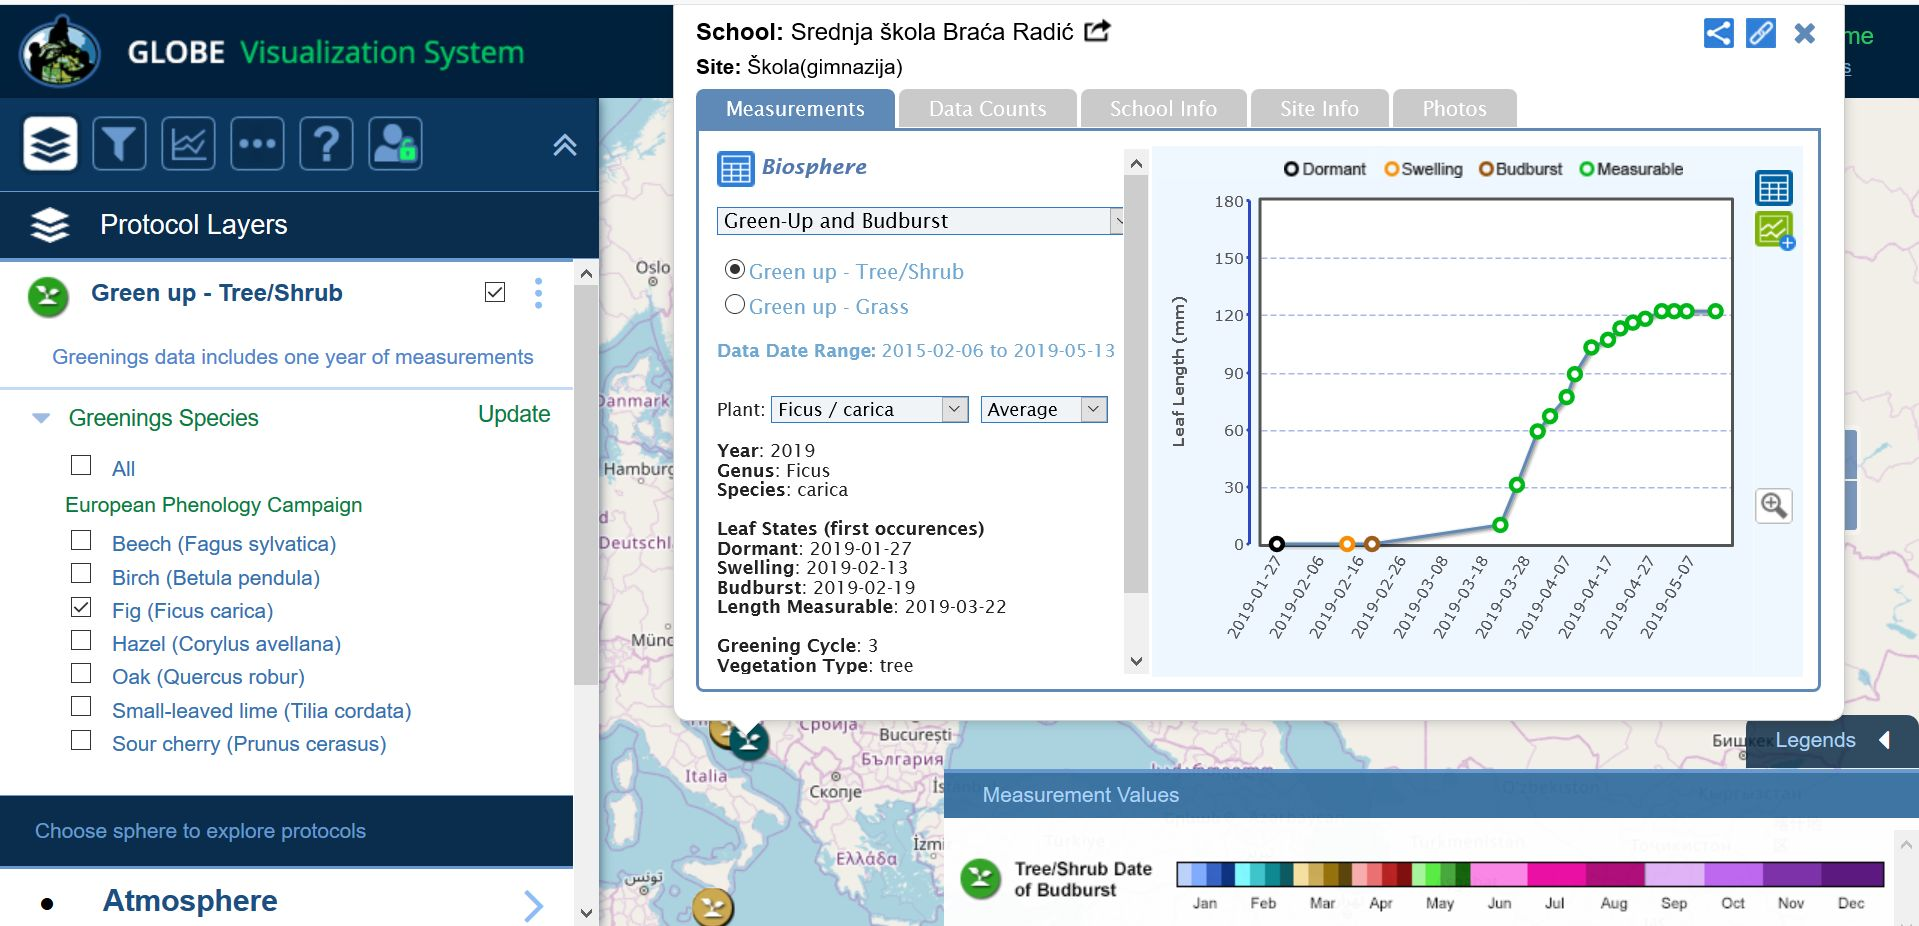 GLOBE Visualization System
Protocol Layers
Green up - Tree/Shrub
Greenings data includes one year of measurements
Greenings Species
Update
All
European Phenology Campaign
Beech (Fagus sylvatica)
Birch (Betula pendula)
Fig (Ficus carica)
Hazel (Corylus avellana)
Oak (Quercus robur)
Small-leaved lime (Tilia cordata)
Sour cherry (Prunus cerasus)
Choose sphere to explore protocols
Atmosphere
School: Srednja škola Braća Radić
Site: Škola(gimnazija)
me
s
Measurements
Data Counts
School Info
Site Info
Photos
Biosphere
Green-Up and Budburst
Green up - Tree/Shrub
Green up - Grass
Data Date Range: 2015-02-06 to 2019-05-13
Plant: Ficus / carica Average
Year: 2019
Genus: Ficus
Species: carica
Leaf States (first occurences)
Dormant: 2019-01-27
Swelling: 2019-02-13
Budburst: 2019-02-19
Length Measurable: 2019-03-22
Greening Cycle: 3
Vegetation Type: tree
Dormant Swelling Budburst Measurable
Leaf Length (mm)
180
150
120
90
60
30
0
2019-01-27
2019-02-06
2019-02-16
2019-02-26
2019-03-08
2019-03-18
2019-03-28
2019-04-07
2019-04-17
2019-04-27
2019-05-07
Oslo
Danmark
Hamburg
Deutschl
Münc
Србија
București
България
Italia
Скопје
İzmi
Ελλάδα
تونس
Бишкек
Legends
Measurement Values
Türkiye
Türkmenistan
Тоҷикистон
Tree/Shrub Date
of Budburst
Jan Feb Mar Apr May Jun Jul Aug Sep Oct Nov Dec